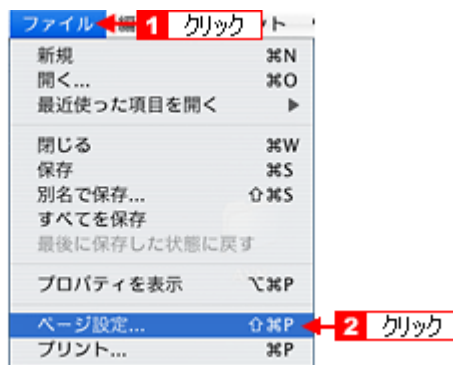 ファイル 編 1 クリック ト
新規 ⌘N
開く... ⌘O
最近使った項目を開く ▶
閉じる ⌘W
保存 ⌘S
別名で保存... ⇧⌘S
すべてを保存
最後に保存した状態に戻す
プロパティを表示 ⌥⌘P
ページ設定... ⇧⌘P 2 クリック
プリント... ⌘P